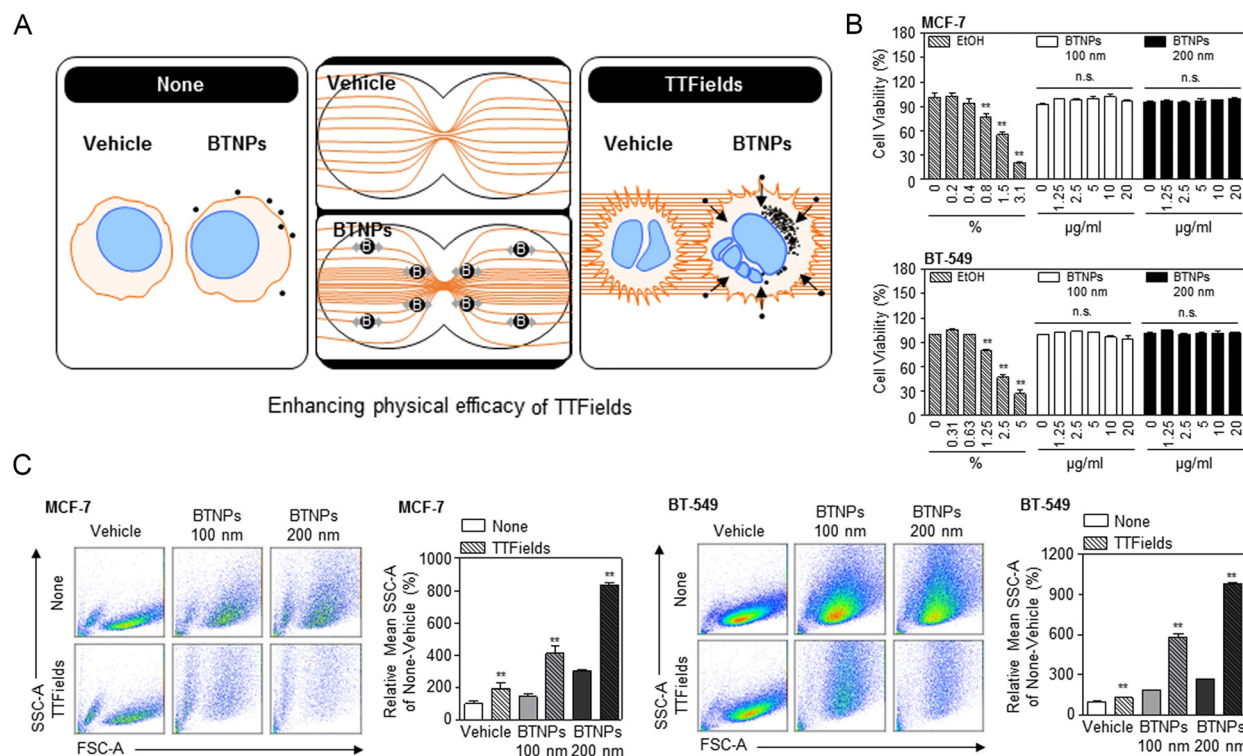 A
None
Vehicle BTNPs
Vehicle
BTNPs
B B B B
B B B B
TTFields
Vehicle BTNPs
Enhancing physical efficacy of TTFields
B
MCF-7
Cell Viability (%)
180
150
120
90
60
30
0
EtOH
BTNPs
100 nm
BTNPs
200 nm
n.s.
n.s.
**
**
**
0 0.2 0.4 0.8 1.5 3.1
0 1.25 2.5 5 10 20
0 1.25 2.5 5 10 20
% µg/ml µg/ml
BT-549
Cell Viability (%)
180
150
120
90
60
30
0
EtOH
BTNPs
100 nm
BTNPs
200 nm
n.s.
n.s.
**
**
**
0 0.31 0.63 1.25 2.5 5
0 1.25 2.5 5 10 20
0 1.25 2.5 5 10 20
% µg/ml µg/ml
C
MCF-7
Vehicle
BTNPs
100 nm
BTNPs
200 nm
None
TTFields
SSC-A
FSC-A
MCF-7
None
TTFields
Relative Mean SSC-A
of None-Vehicle (%)
1000
800
600
400
200
0
**
**
**
Vehicle BTNPs BTNPs
100 nm 200 nm
BT-549
Vehicle
BTNPs
100 nm
BTNPs
200 nm
None
TTFields
SSC-A
FSC-A
BT-549
None
TTFields
Relative Mean SSC-A
of None-Vehicle (%)
1200
900
600
300
0
**
**
**
Vehicle BTNPs BTNPs
100 nm 200 nm